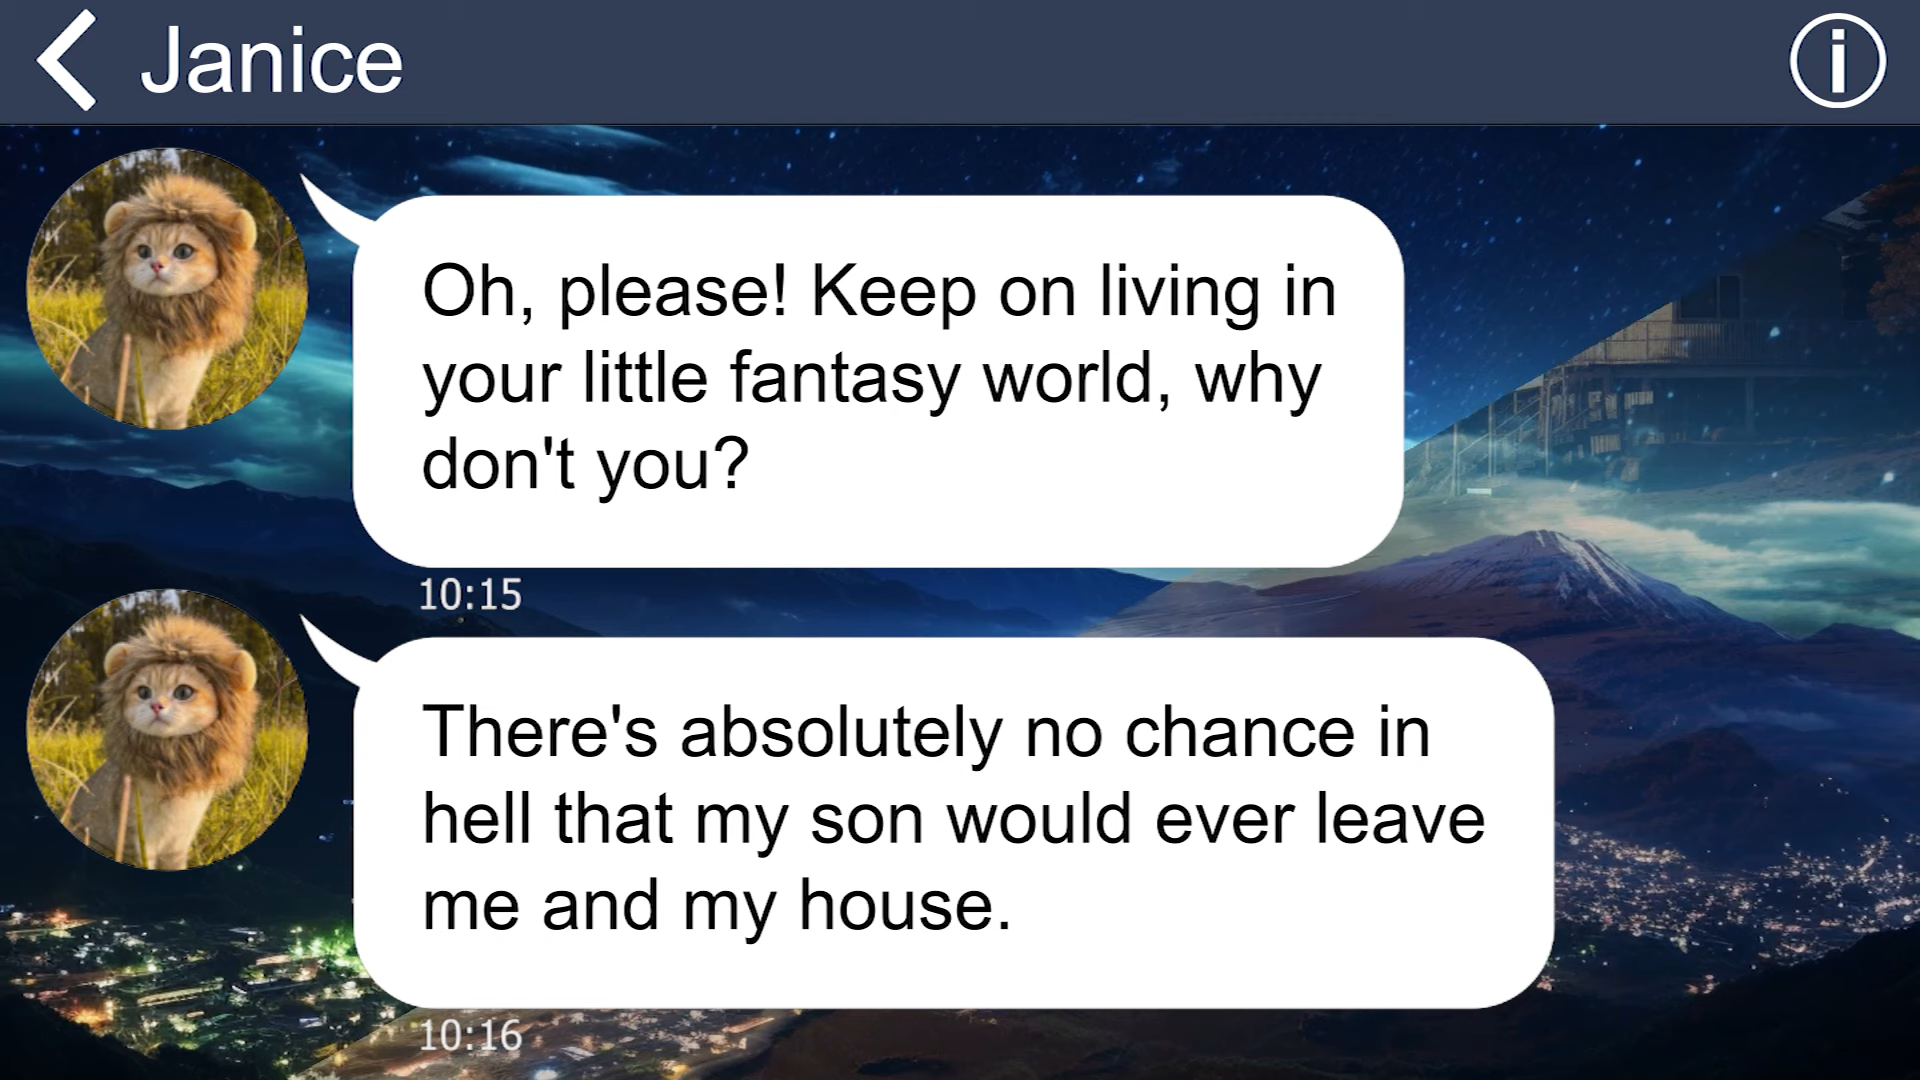 Janice
Oh, please! Keep on living in
your little fantasy world, why
don't you?
10:15
There's absolutely no chance in
hell that my son would ever leave
me and my house.
10:16